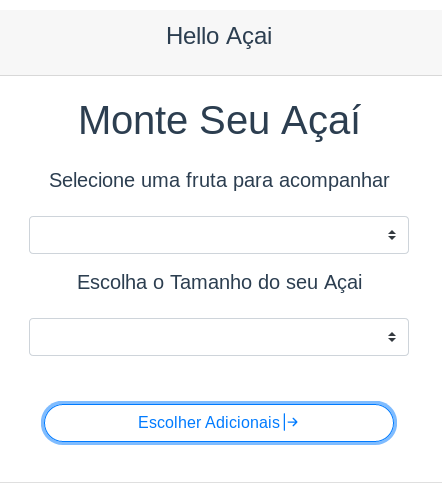 Hello Açai
Monte Seu Açaí
Selecione uma fruta para acompanhar
Escolha o Tamanho do seu Açai
Escolher Adicionais